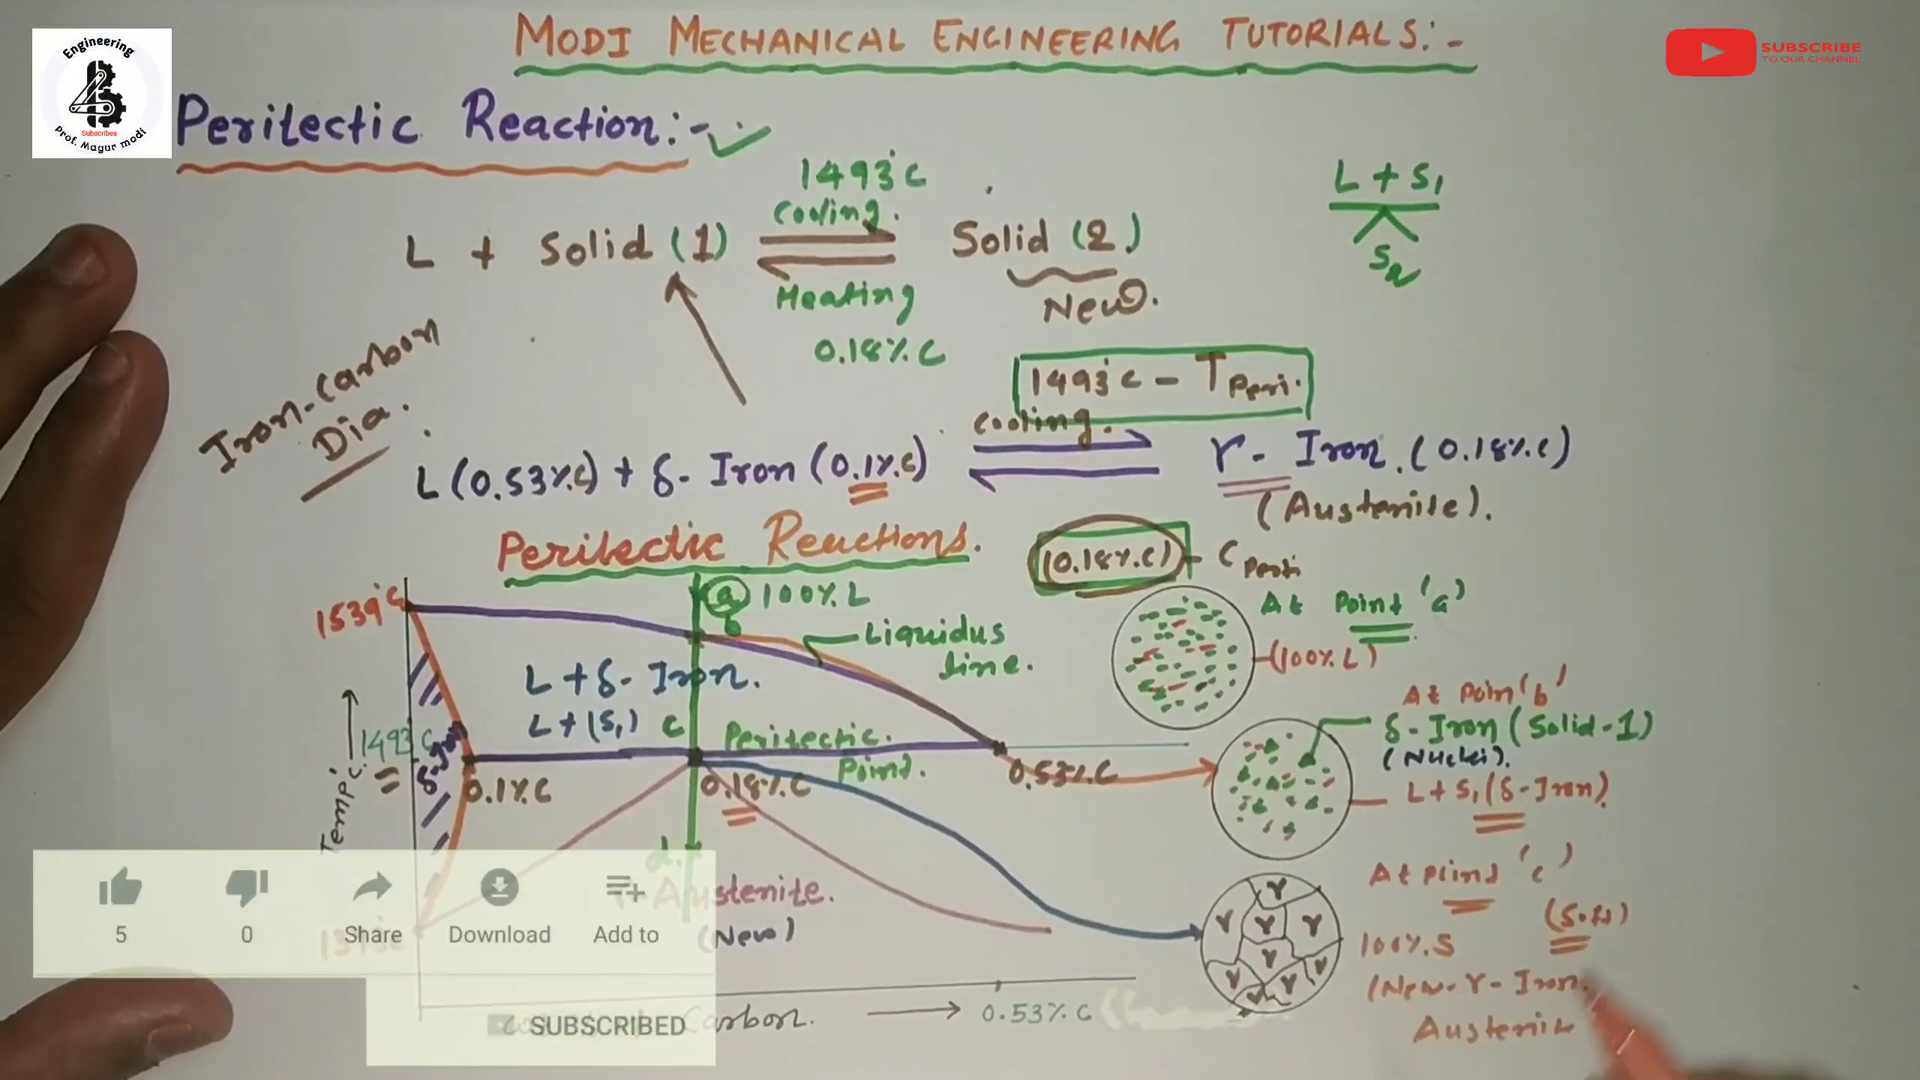 MODI MECHANICAL ENGINEERING TUTORIALS:-
Engineering
Subscribes
Prof. Mayur modi
SUBSCRIBE
TO OUR CHANNEL
Peritectic Reaction:-
1493°C
Cooling.
L + Solid (1) Solid (2)
Heating
New.
0.18%C
L + S1
S2
Iron-Carbon
Dia.
1493°C - TPeri.
Cooling.
L(0.53%C) + δ- Iron (0.1%C) γ- Iron. (0.18%C)
(Austenite).
Peritectic Reactions.
(0.18%C) - CPeri
1539°C
a 100% L
b
Liquidus
line.
L + δ- Iron.
L + (S1) C
Peritectic
Point.
1493°C
δ-Iron
0.1%C
0.18%C
0.53%C
Temp°C
d.
Austenite.
(New)
Carbon. 0.53% C
At Point 'a'
(100% L)
At Poin 'b'
δ-Iron (Solid-1)
(Nuclei).
L + S1 (δ-Iron)
At Point 'c'
100%.S
(New-γ-Iron.
Austenit
γ γ γ γ γ γ γ γ γ
5 0 Share Download Add to
SUBSCRIBED